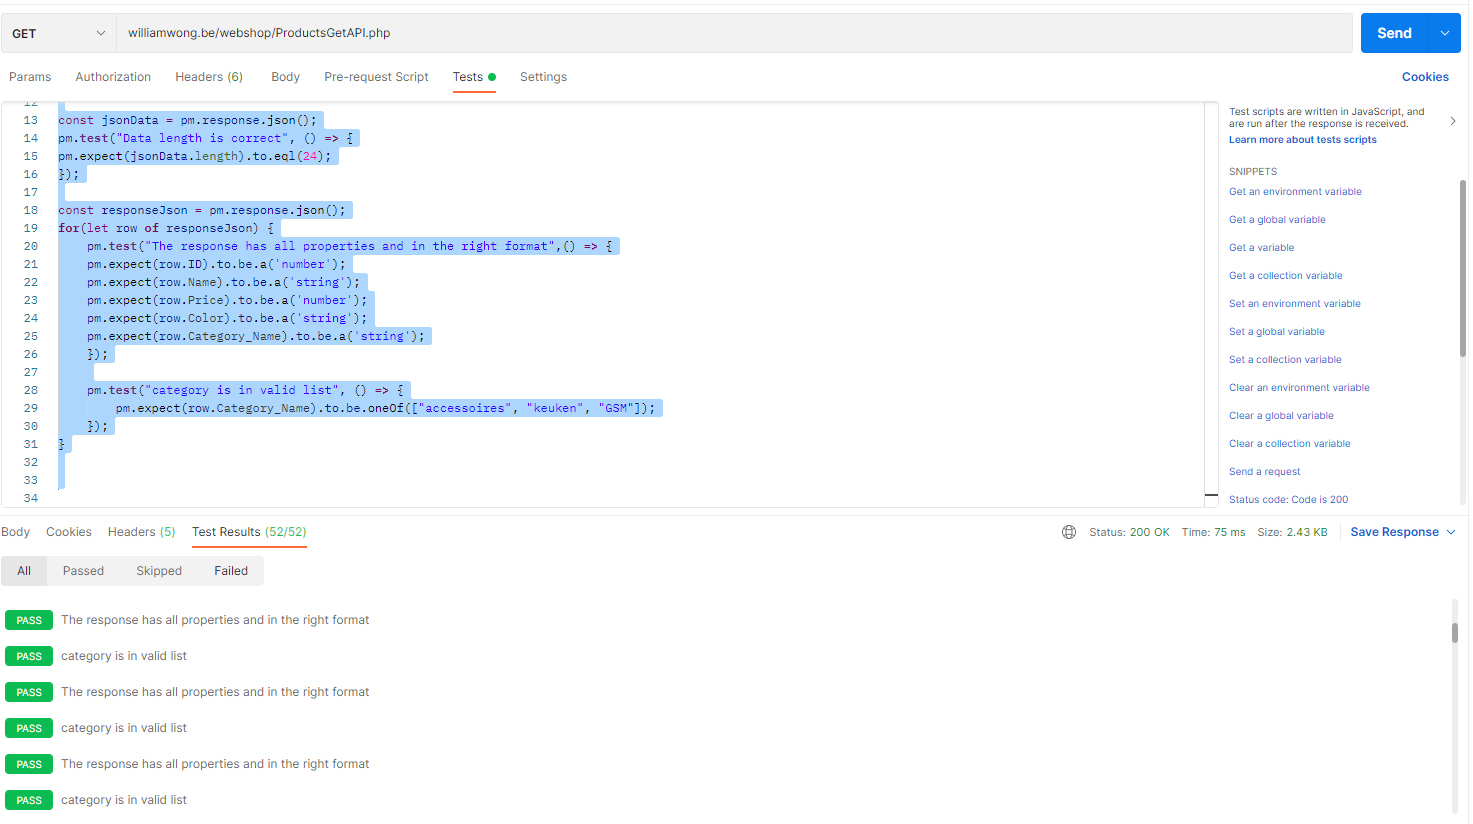 GET williamwong.be/webshop/ProductsGetAPI.php Send
Params Authorization Headers (6) Body Pre-request Script Tests Settings Cookies
12
13 const jsonData = pm.response.json();
14 pm.test("Data length is correct", () => {
15 pm.expect(jsonData.length).to.eql(24);
16 });
17
18 const responseJson = pm.response.json();
19 for(let row of responseJson) {
20 pm.test("The response has all properties and in the right format",() => {
21 pm.expect(row.ID).to.be.a('number');
22 pm.expect(row.Name).to.be.a('string');
23 pm.expect(row.Price).to.be.a('number');
24 pm.expect(row.Color).to.be.a('string');
25 pm.expect(row.Category_Name).to.be.a('string');
26 });
27
28 pm.test("category is in valid list", () => {
29 pm.expect(row.Category_Name).to.be.oneOf(["accessoires", "keuken", "GSM"]);
30 });
31 }
32
33
34
Test scripts are written in JavaScript, and
are run after the response is received.
Learn more about tests scripts
SNIPPETS
Get an environment variable
Get a global variable
Get a variable
Get a collection variable
Set an environment variable
Set a global variable
Set a collection variable
Clear an environment variable
Clear a global variable
Clear a collection variable
Send a request
Status code: Code is 200
Body Cookies Headers (5) Test Results (52/52) Status: 200 OK Time: 75 ms Size: 2.43 KB Save Response
All Passed Skipped Failed
PASS The response has all properties and in the right format
PASS category is in valid list
PASS The response has all properties and in the right format
PASS category is in valid list
PASS The response has all properties and in the right format
PASS category is in valid list